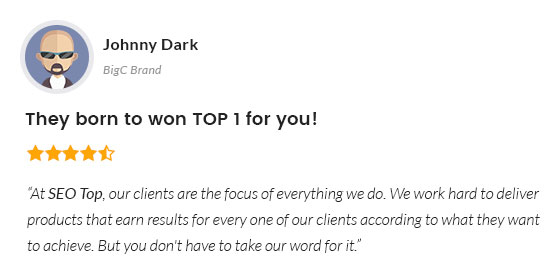 Johnny Dark
BigC Brand
They born to won TOP 1 for you!
“At SEO Top, our clients are the focus of everything we do. We work hard to deliver
products that earn results for every one of our clients according to what they want
to achieve. But you don't have to take our word for it.”